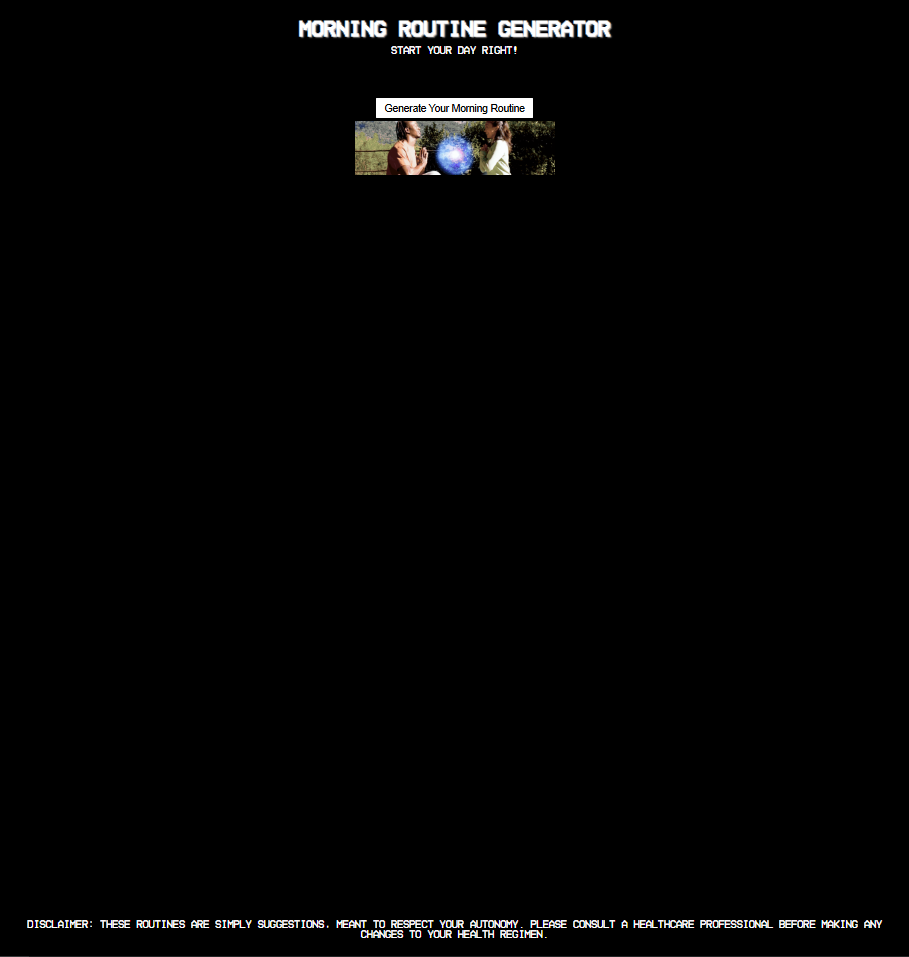 MORNING ROUTINE GENERATOR
START YOUR DAY RIGHT!
Generate Your Morning Routine
DISCLAIMER: THESE ROUTINES ARE SIMPLY SUGGESTIONS, MEANT TO RESPECT YOUR AUTONOMY. PLEASE CONSULT A HEALTHCARE PROFESSIONAL BEFORE MAKING ANY
CHANGES TO YOUR HEALTH REGIMEN.